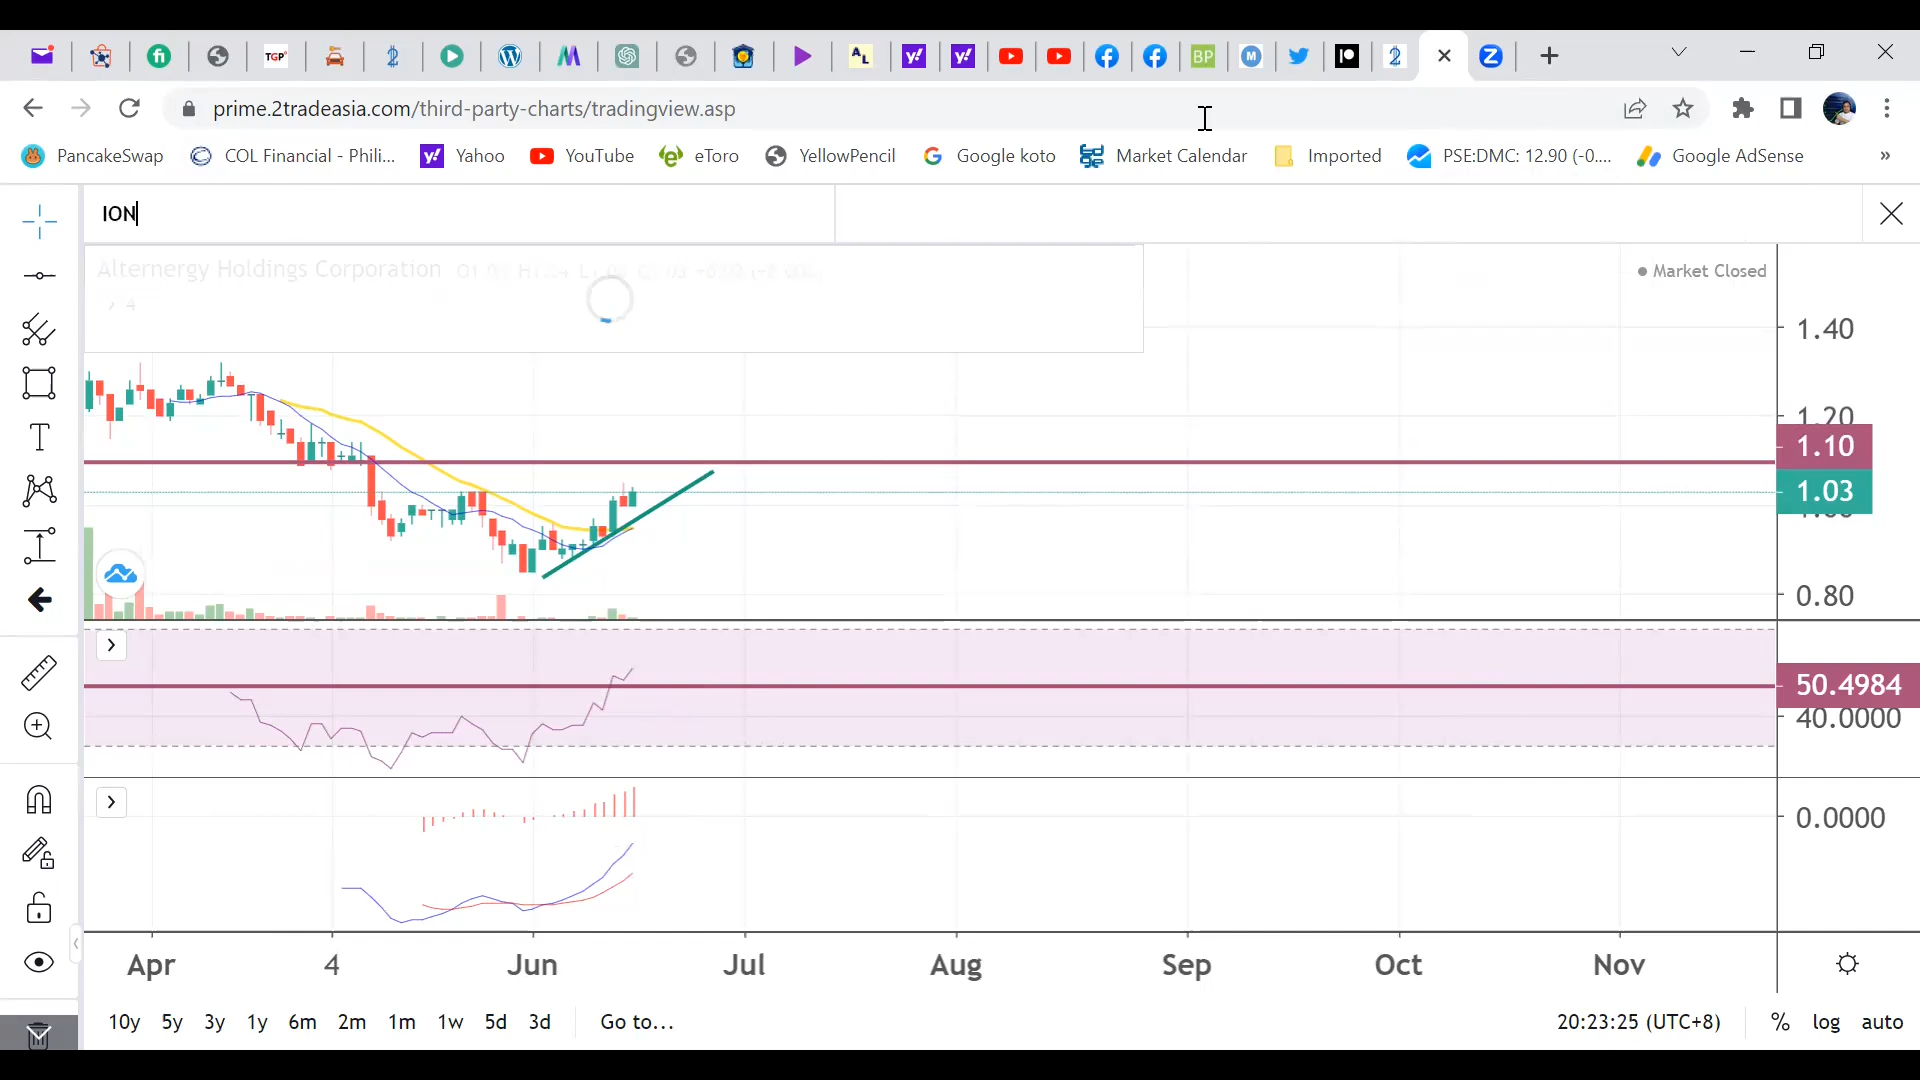 TGP
AL
y!
y!
BP
M
Z
prime.2tradeasia.com/third-party-charts/tradingview.asp
PancakeSwap
COL Financial - Phili...
y! Yahoo
YouTube
eToro
YellowPencil
Google koto
Market Calendar
Imported
PSE:DMC: 12.90 (-0....
Google AdSense
»
ION
Alternergy Holdings Corporation
4
Market Closed
1.40
1.20
1.10
1.03
0.80
50.4984
40.0000
0.0000
Apr
4
Jun
Jul
Aug
Sep
Oct
Nov
10y
5y
3y
1y
6m
2m
1m
1w
5d
3d
Go to...
20:23:25 (UTC+8)
%
log
auto